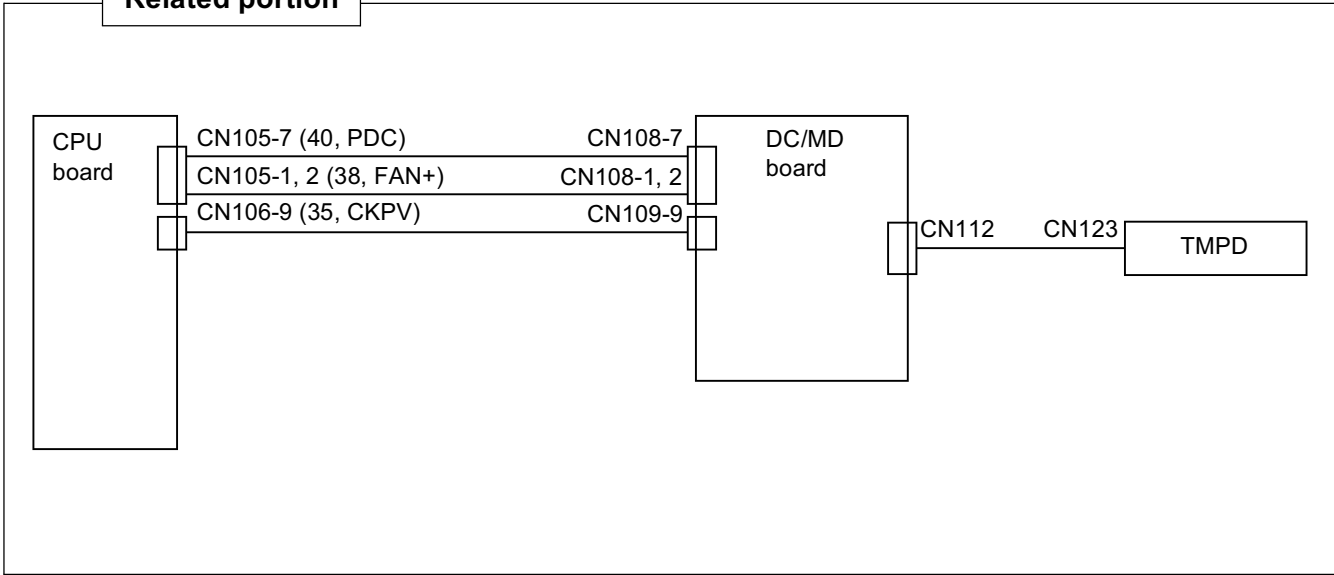 Related portion
CPU
board
CN105-7 (40, PDC)
CN108-7
CN105-1, 2 (38, FAN+)
CN108-1, 2
CN106-9 (35, CKPV)
CN109-9
DC/MD
board
CN112
CN123
TMPD